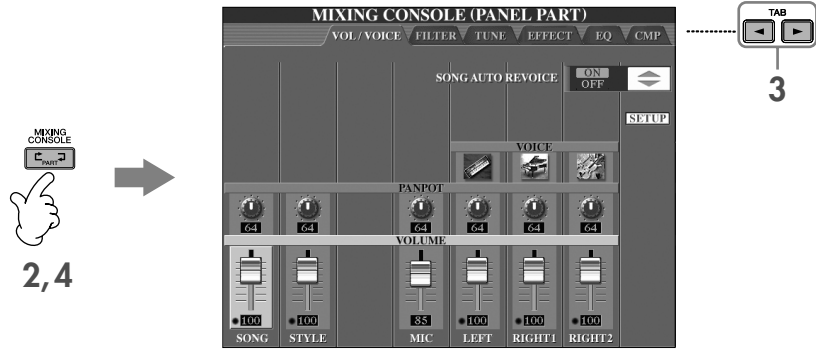 MIXING CONSOLE (PANEL PART)
VOL / VOICE FILTER TUNE EFFECT EQ CMP
TAB
3
SONG AUTO REVOICE ON
OFF
SETUP
MIXING
CONSOLE
PART
2, 4
VOICE
PANPOT
64 64 64 64 64 64
VOLUME
100 100 85 100 100 100
SONG STYLE MIC LEFT RIGHT1 RIGHT2